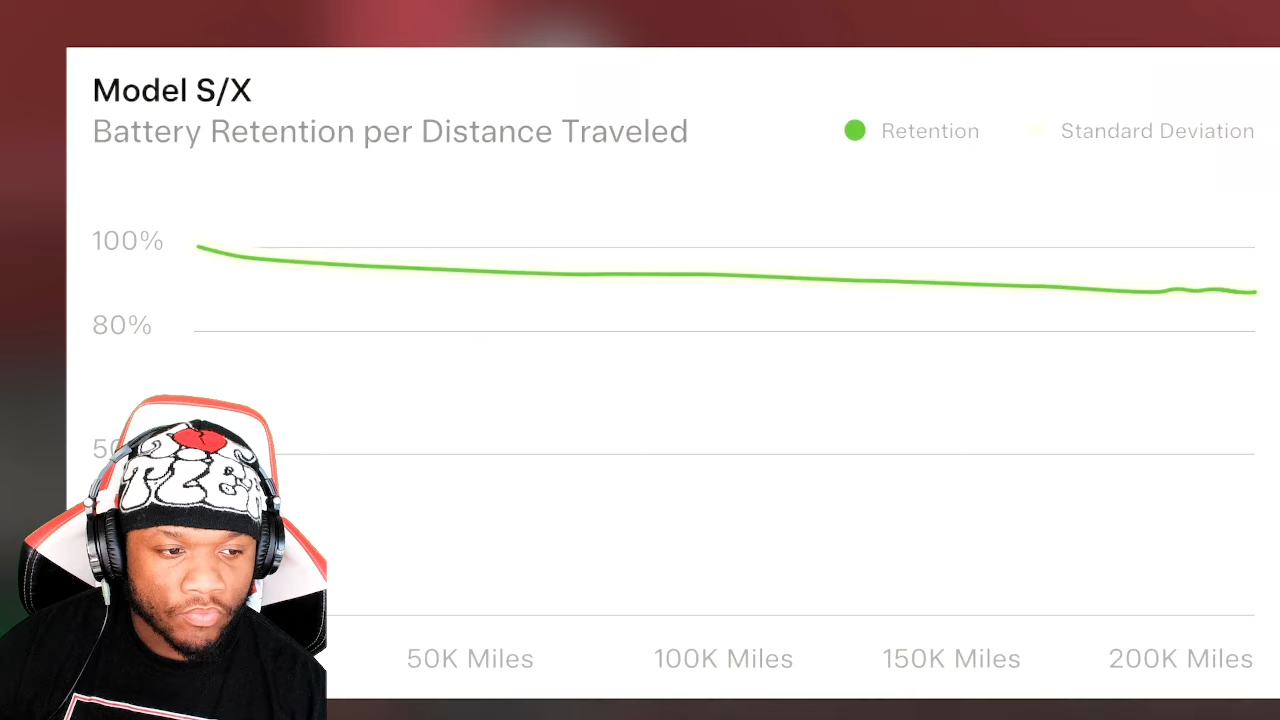 Model S/X
Battery Retention per Distance Traveled
Retention
Standard Deviation
100%
80%
50K Miles
100K Miles
150K Miles
200K Miles